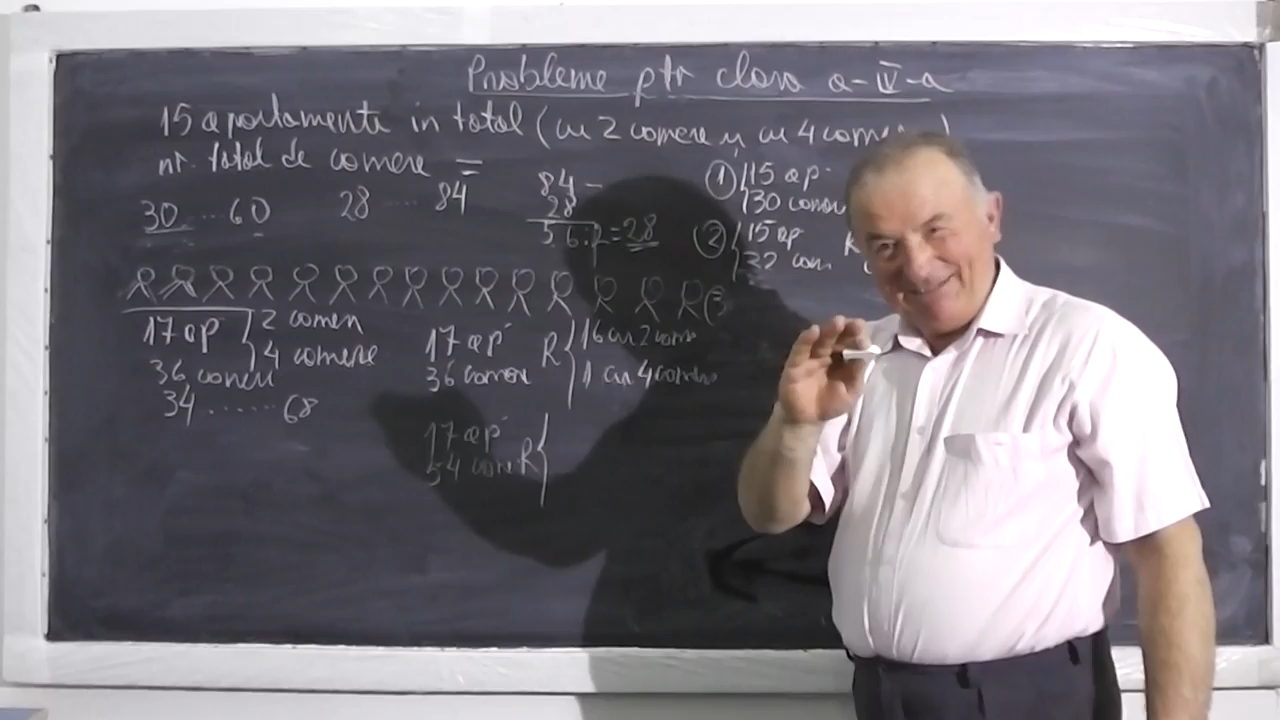 Probleme ptr clasa a-IV-a
15 apartamente in total (cu 2 camere și cu 4 camere)
nr. total de camere =
30 ... 60 28 ... 84
84 -
28
56:2=28
① 15 ap.
30 camere
② 15 ap
32 cam
R
17 ap
36 camere
2 camere
4 camere
34 ....... 68
17 ap
36 camere
R 16 cu 2 camere
1 cu 4 camere
17 ap
54 camere R